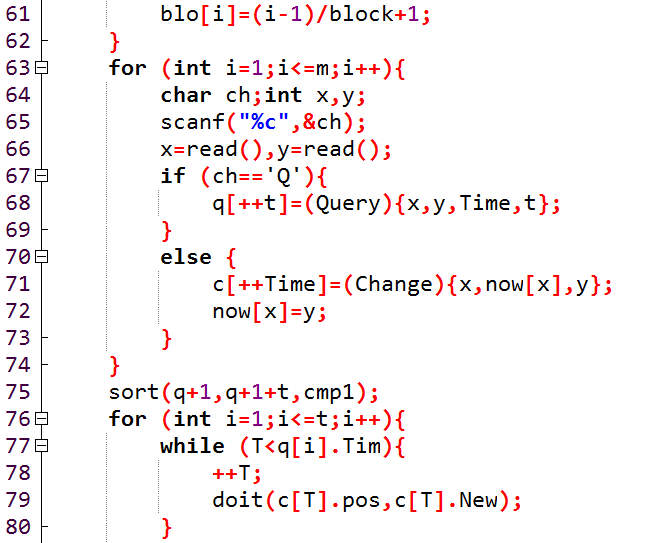 61 blo[i]=(i-1)/block+1;
62 }
63 for (int i=1;i<=m;i++){
64 char ch;int x,y;
65 scanf("%c",&ch);
66 x=read(),y=read();
67 if (ch=='Q'){
68 q[++t]=(Query){x,y,Time,t};
69 }
70 else {
71 c[++Time]=(Change){x,now[x],y};
72 now[x]=y;
73 }
74 }
75 sort(q+1,q+1+t,cmp1);
76 for (int i=1;i<=t;i++){
77 while (T<q[i].Tim){
78 ++T;
79 doit(c[T].pos,c[T].New);
80 }